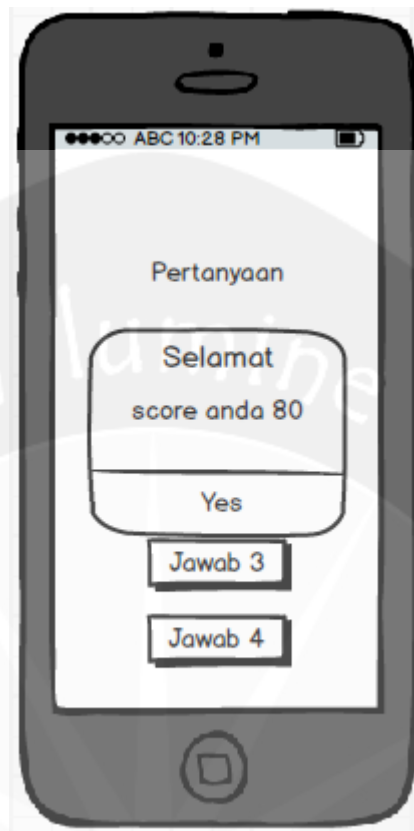 ABC 10:28 PM
Pertanyaan
Selamat
score anda 80
Yes
Jawab 3
Jawab 4